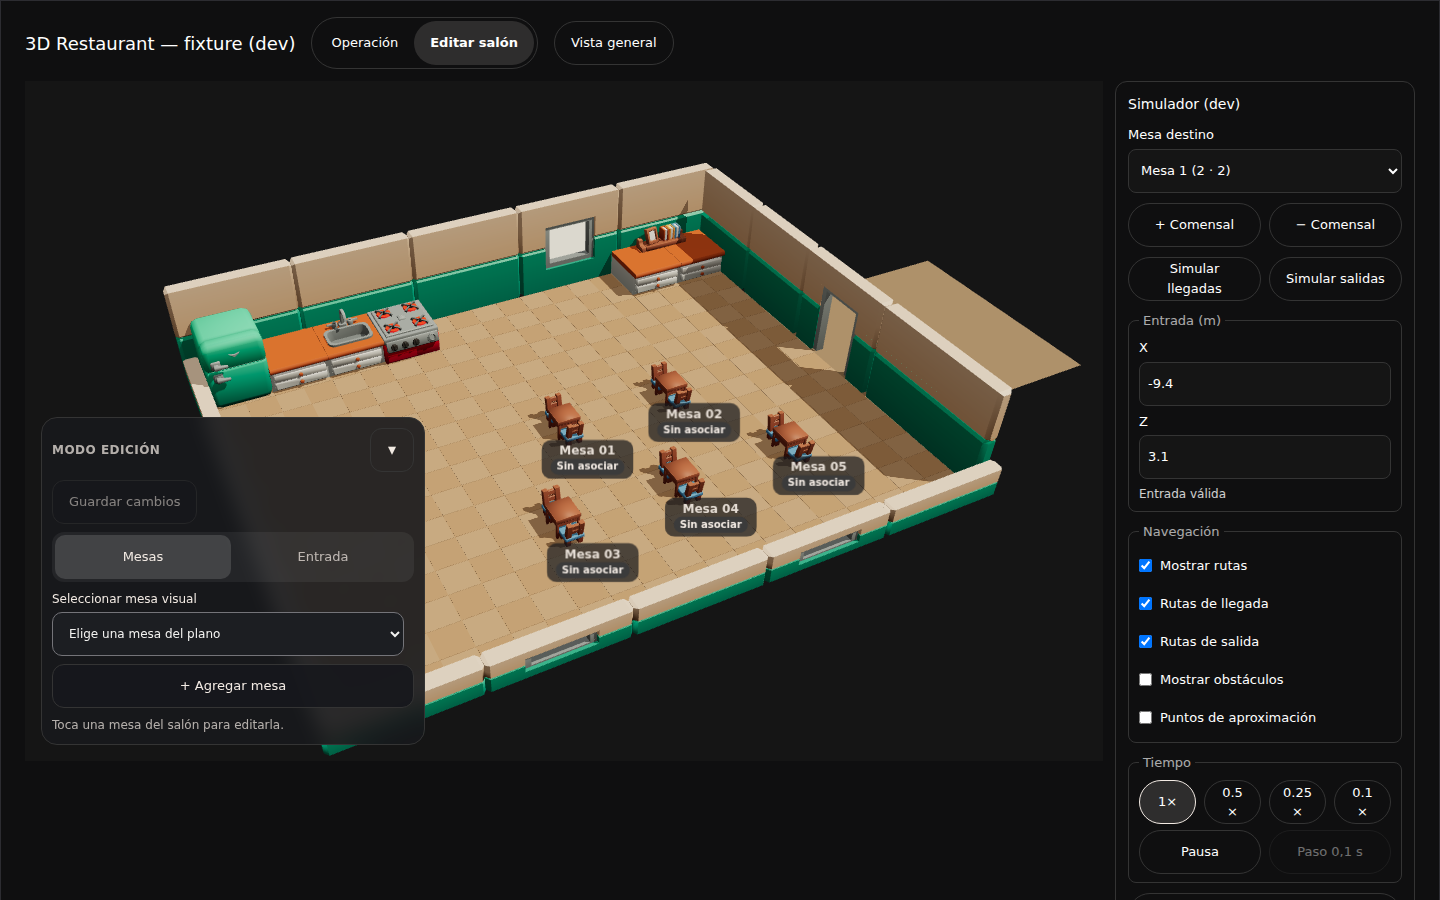 3D Restaurant — fixture (dev)
Operación
Editar salón
Vista general
Mesa 01
Sin asociar
Mesa 02
Sin asociar
Mesa 03
Sin asociar
Mesa 04
Sin asociar
Mesa 05
Sin asociar
MODO EDICIÓN
▼
Guardar cambios
Mesas
Entrada
Seleccionar mesa visual
Elige una mesa del plano
+ Agregar mesa
Toca una mesa del salón para editarla.
Simulador (dev)
Mesa destino
Mesa 1 (2 · 2)
+ Comensal
− Comensal
Simular
llegadas
Simular salidas
Entrada (m)
X
-9.4
Z
3.1
Entrada válida
Navegación
Mostrar rutas
Rutas de llegada
Rutas de salida
Mostrar obstáculos
Puntos de aproximación
Tiempo
1×
0.5
×
0.25
×
0.1
×
Pausa
Paso 0,1 s